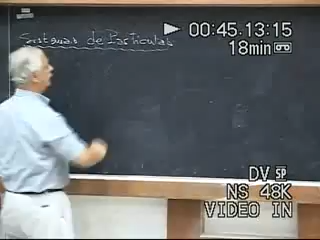 Sistemas de Partículas
00:45.13:15
18min
DV SP
NS 48K
VIDEO IN